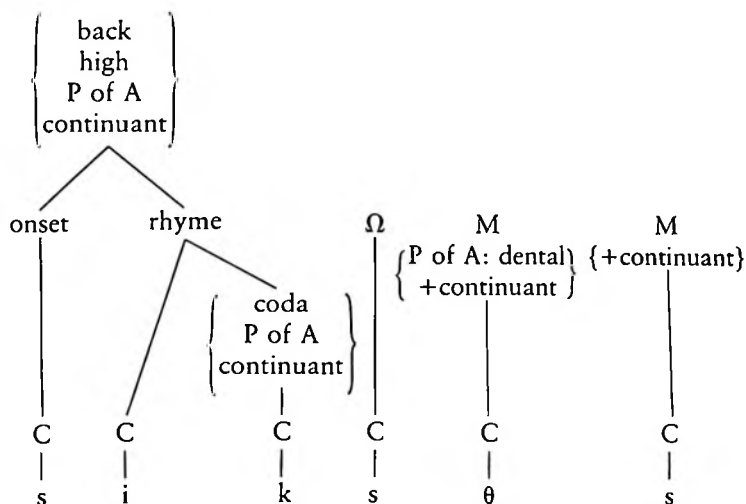 back
high
P of A
continuant
onset rhyme Ω M M
P of A: dental {+continuant}
+continuant
coda
P of A
continuant
C C C C C C
s i k s θ s